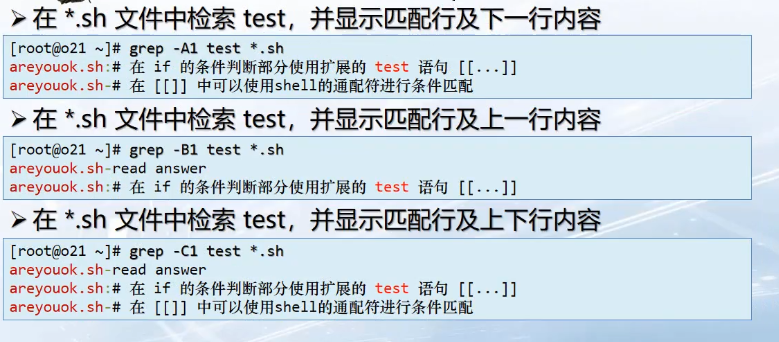 ➢ 在 *.sh 文件中检索 test，并显示匹配行及下一行内容
[root@o21 ~]# grep -A1 test *.sh
areyouok.sh:# 在 if 的条件判断部分使用扩展的 test 语句 [[...]]
areyouok.sh-# 在 [[]] 中可以使用shell的通配符进行条件匹配
➢ 在 *.sh 文件中检索 test，并显示匹配行及上一行内容
[root@o21 ~]# grep -B1 test *.sh
areyouok.sh-read answer
areyouok.sh:# 在 if 的条件判断部分使用扩展的 test 语句 [[...]]
➢ 在 *.sh 文件中检索 test，并显示匹配行及上下行内容
[root@o21 ~]# grep -C1 test *.sh
areyouok.sh-read answer
areyouok.sh:# 在 if 的条件判断部分使用扩展的 test 语句 [[...]]
areyouok.sh-# 在 [[]] 中可以使用shell的通配符进行条件匹配